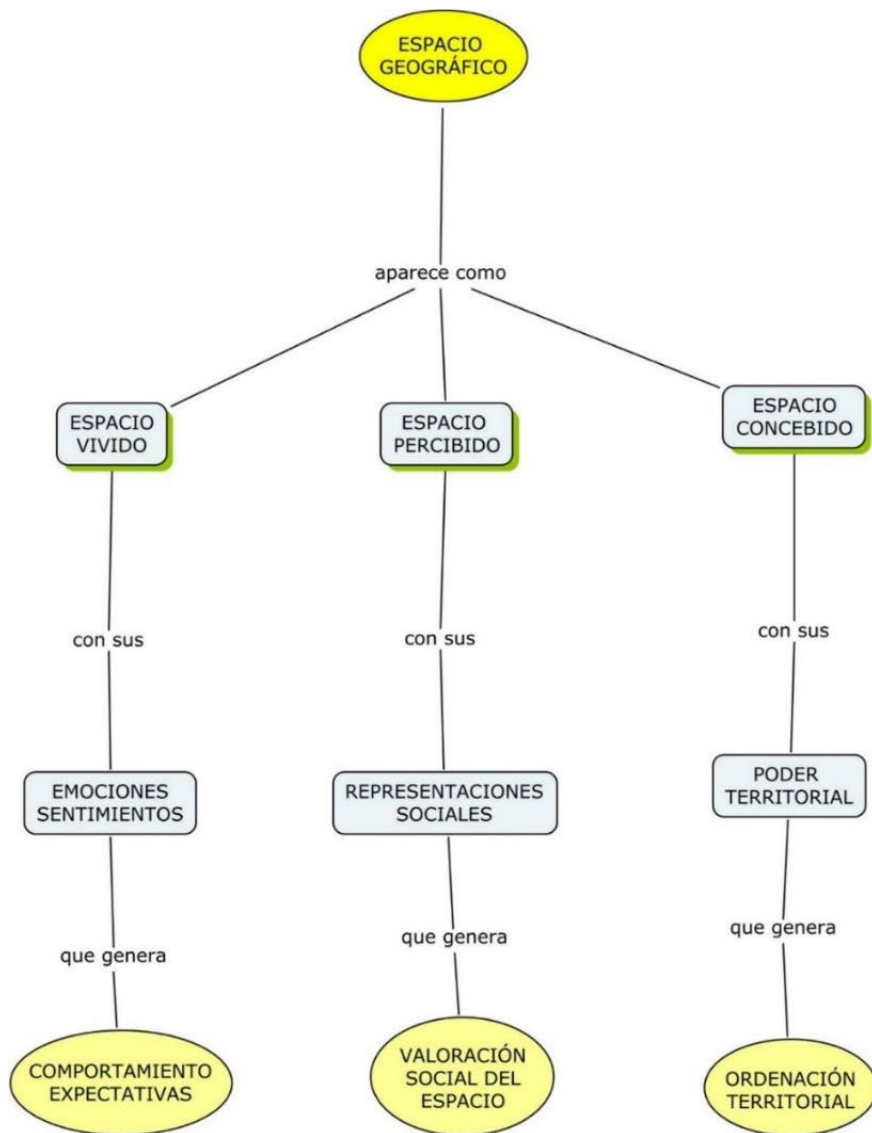 ESPACIO
GEOGRÁFICO
aparece como
ESPACIO
VIVIDO
ESPACIO
PERCIBIDO
ESPACIO
CONCEBIDO
con sus
con sus
con sus
EMOCIONES
SENTIMIENTOS
REPRESENTACIONES
SOCIALES
PODER
TERRITORIAL
que genera
que genera
que genera
COMPORTAMIENTO
EXPECTATIVAS
VALORACIÓN
SOCIAL DEL
ESPACIO
ORDENACIÓN
TERRITORIAL